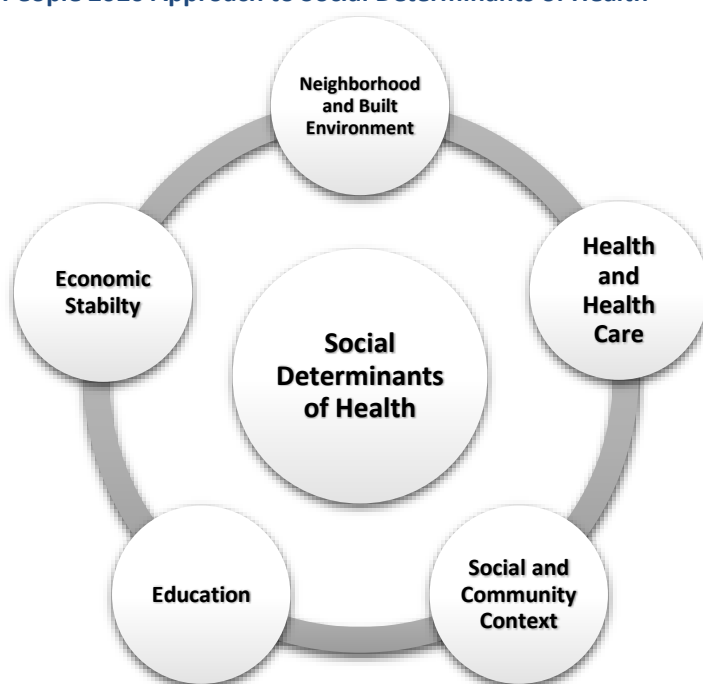 People 2020 Approach to Social Determinants of Health
Neighborhood
and Built
Environment
Health
and
Health
Care
Social and
Community
Context
Education
Economic
Stabilty
Social
Determinants
of Health